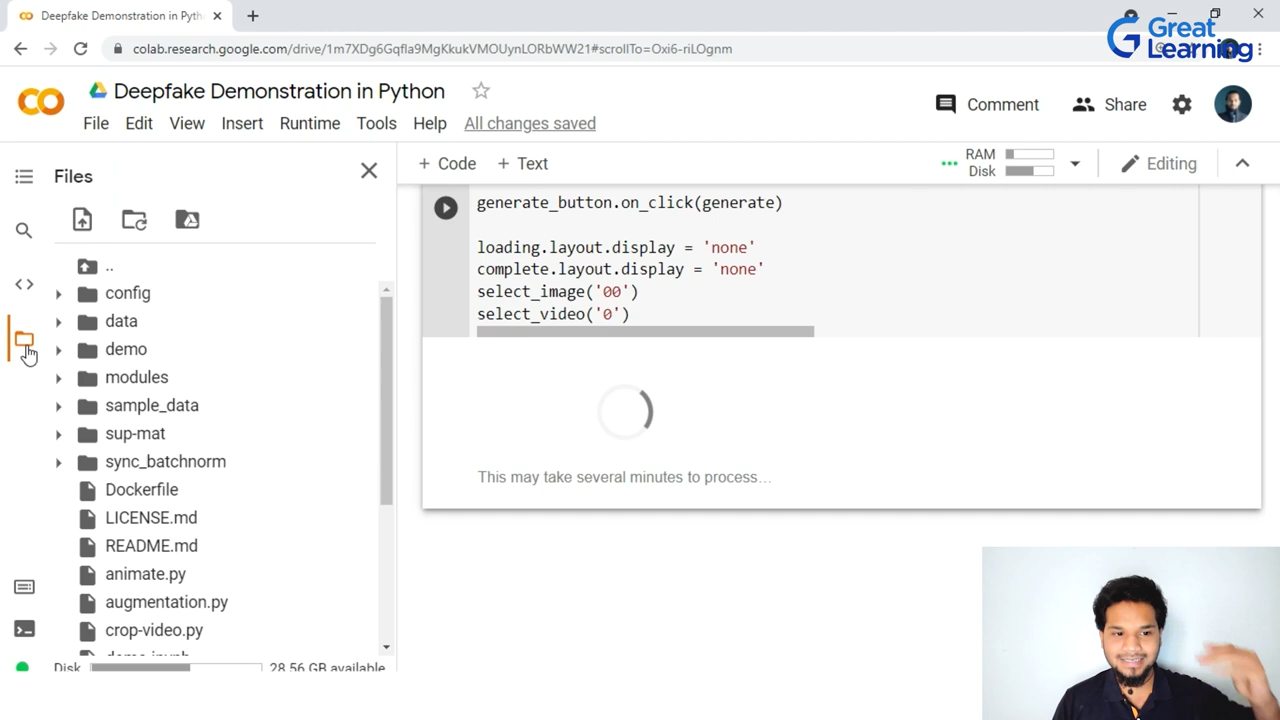 Deepfake Demonstration in Pyth
colab.research.google.com/drive/1m7XDg6Gqfla9MgKkukVMOUynLORbWW21#scrollTo=Oxi6-riLOgnm
Great
Learning
Deepfake Demonstration in Python
File Edit View Insert Runtime Tools Help All changes saved
Comment Share
Files
+ Code + Text
RAM
Disk
Editing
..
config
data
demo
modules
sample_data
sup-mat
sync_batchnorm
Dockerfile
LICENSE.md
README.md
animate.py
augmentation.py
crop-video.py
demo.ipynb
Disk 28.56 GB available
generate_button.on_click(generate)
loading.layout.display = 'none'
complete.layout.display = 'none'
select_image('00')
select_video('0')
This may take several minutes to process...